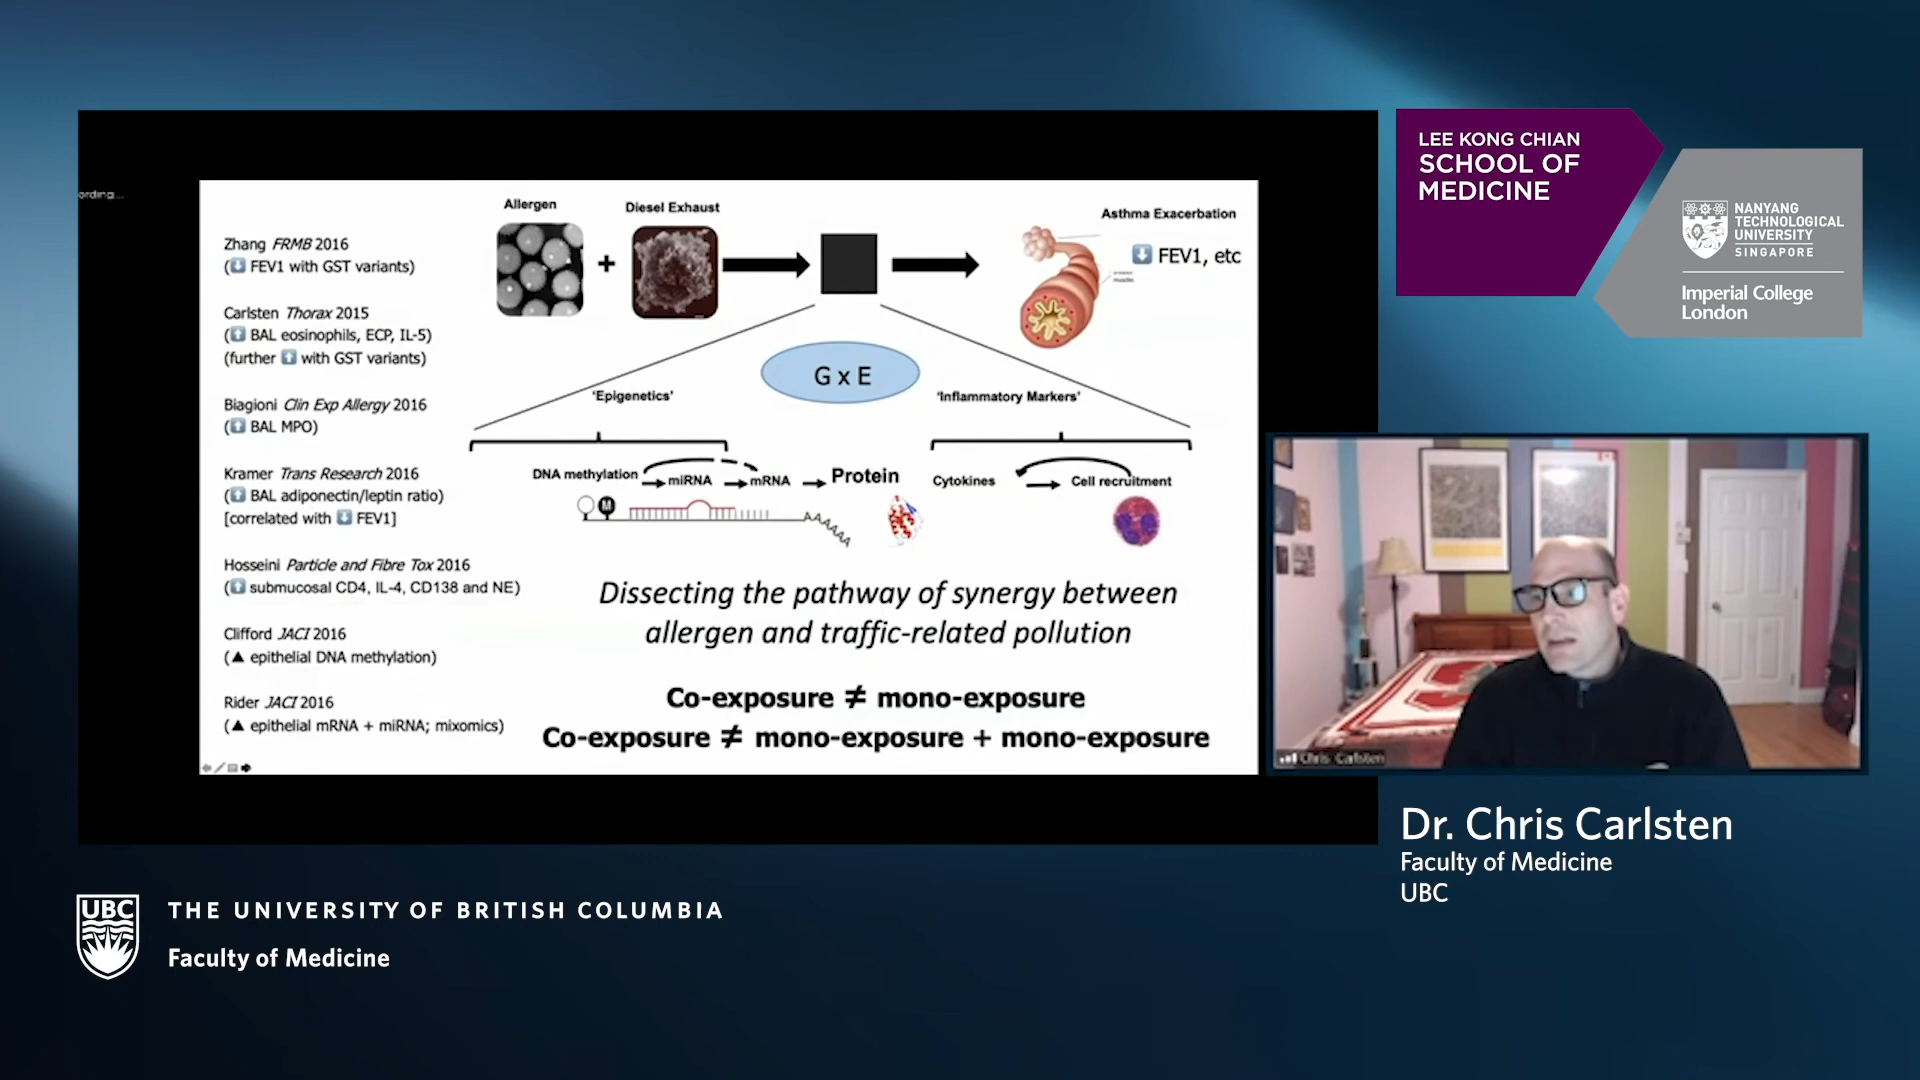 ording...
Allergen
Diesel Exhaust
+
Asthma Exacerbation
⬇ FEV1, etc
Zhang FRMB 2016
(⬇ FEV1 with GST variants)
Carlsten Thorax 2015
(⬆ BAL eosinophils, ECP, IL-5)
(further ⬆ with GST variants)
Biagioni Clin Exp Allergy 2016
(⬆ BAL MPO)
Kramer Trans Research 2016
(⬆ BAL adiponectin/leptin ratio)
[correlated with ⬇ FEV1]
Hosseini Particle and Fibre Tox 2016
(⬆ submucosal CD4, IL-4, CD138 and NE)
Clifford JACI 2016
(▲ epithelial DNA methylation)
Rider JACI 2016
(▲ epithelial mRNA + miRNA; mixomics)
G x E
'Epigenetics'
'Inflammatory Markers'
DNA methylation → miRNA → mRNA → Protein
M
AAAAAA
Cytokines → Cell recruitment
Dissecting the pathway of synergy between
allergen and traffic-related pollution
Co-exposure ≠ mono-exposure
Co-exposure ≠ mono-exposure + mono-exposure
LEE KONG CHIAN
SCHOOL OF
MEDICINE
NANYANG
TECHNOLOGICAL
UNIVERSITY
SINGAPORE
Imperial College
London
Chris Carlsten
Dr. Chris Carlsten
Faculty of Medicine
UBC
UBC
THE UNIVERSITY OF BRITISH COLUMBIA
Faculty of Medicine